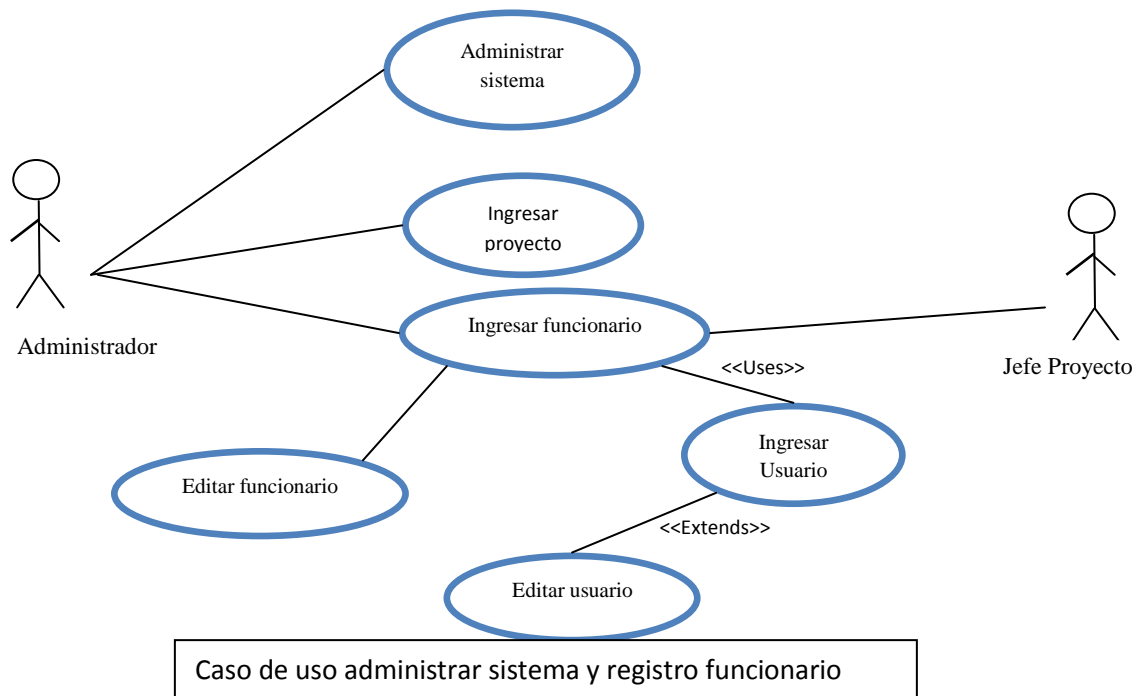 Administrar
sistema
Ingresar
proyecto
Ingresar funcionario
Administrador
Jefe Proyecto
<<Uses>>
Ingresar
Usuario
Editar funcionario
<<Extends>>
Editar usuario
Caso de uso administrar sistema y registro funcionario